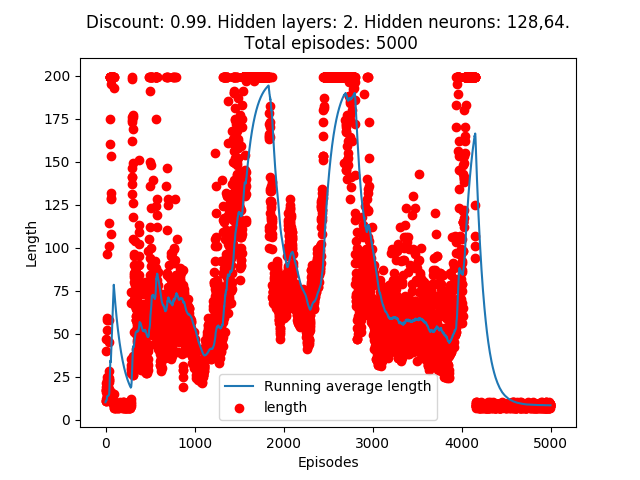 Discount: 0.99. Hidden layers: 2. Hidden neurons: 128,64.
Total episodes: 5000
200
175
150
125
100
75
50
25
0
Length
Running average length
length
0 1000 2000 3000 4000 5000
Episodes